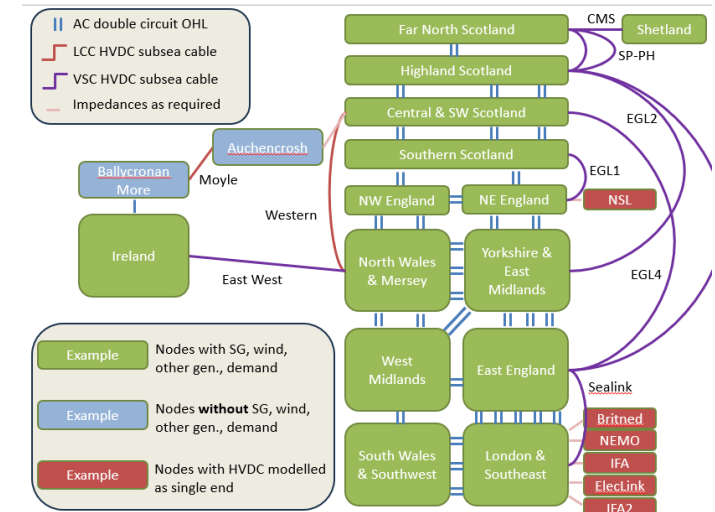 AC double circuit OHL
LCC HVDC subsea cable
VSC HVDC subsea cable
Impedances as required
Far North Scotland
CMS
Shetland
SP-PH
Highland Scotland
EGL2
Central & SW Scotland
Auchencrosh
Southern Scotland
Ballycronan
More
Moyle
EGL1
NW England
NE England
NSL
Western
Ireland
North Wales
& Mersey
Yorkshire &
East
Midlands
East West
EGL4
Example
Nodes with SG, wind,
other gen., demand
West
Midlands
East England
Sealink
Example
Nodes without SG, wind,
other gen., demand
Britned
NEMO
Example
Nodes with HVDC modelled
as single end
South Wales
& Southwest
London &
Southeast
IFA
ElecLink
IFA2